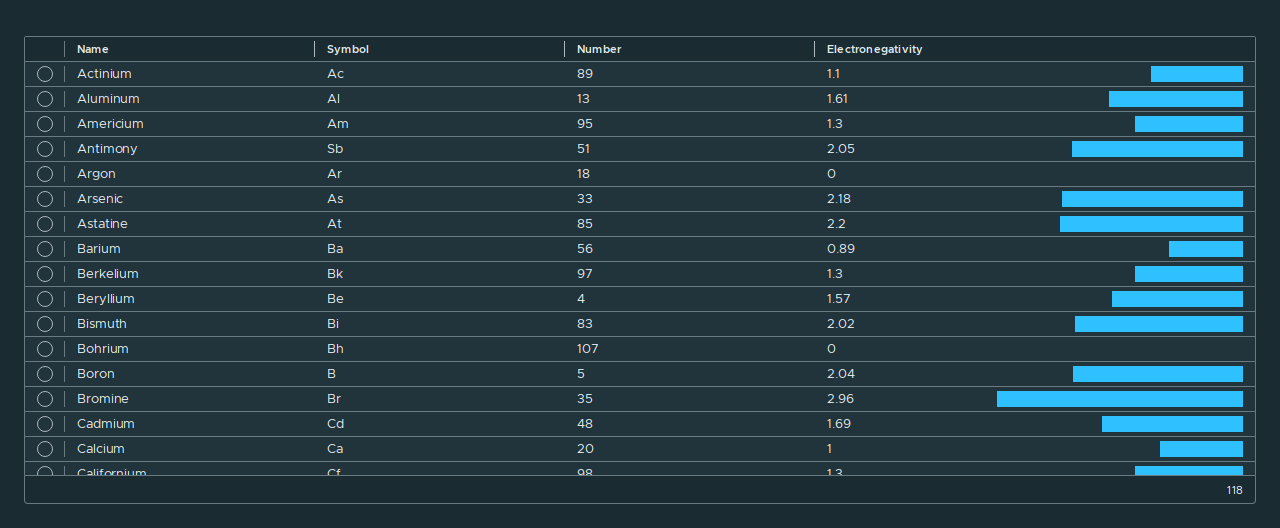 Name Symbol Number Electronegativity
Actinium Ac 89 1.1
Aluminum Al 13 1.61
Americium Am 95 1.3
Antimony Sb 51 2.05
Argon Ar 18 0
Arsenic As 33 2.18
Astatine At 85 2.2
Barium Ba 56 0.89
Berkelium Bk 97 1.3
Beryllium Be 4 1.57
Bismuth Bi 83 2.02
Bohrium Bh 107 0
Boron B 5 2.04
Bromine Br 35 2.96
Cadmium Cd 48 1.69
Calcium Ca 20 1
Californium Cf 98 1.3
118